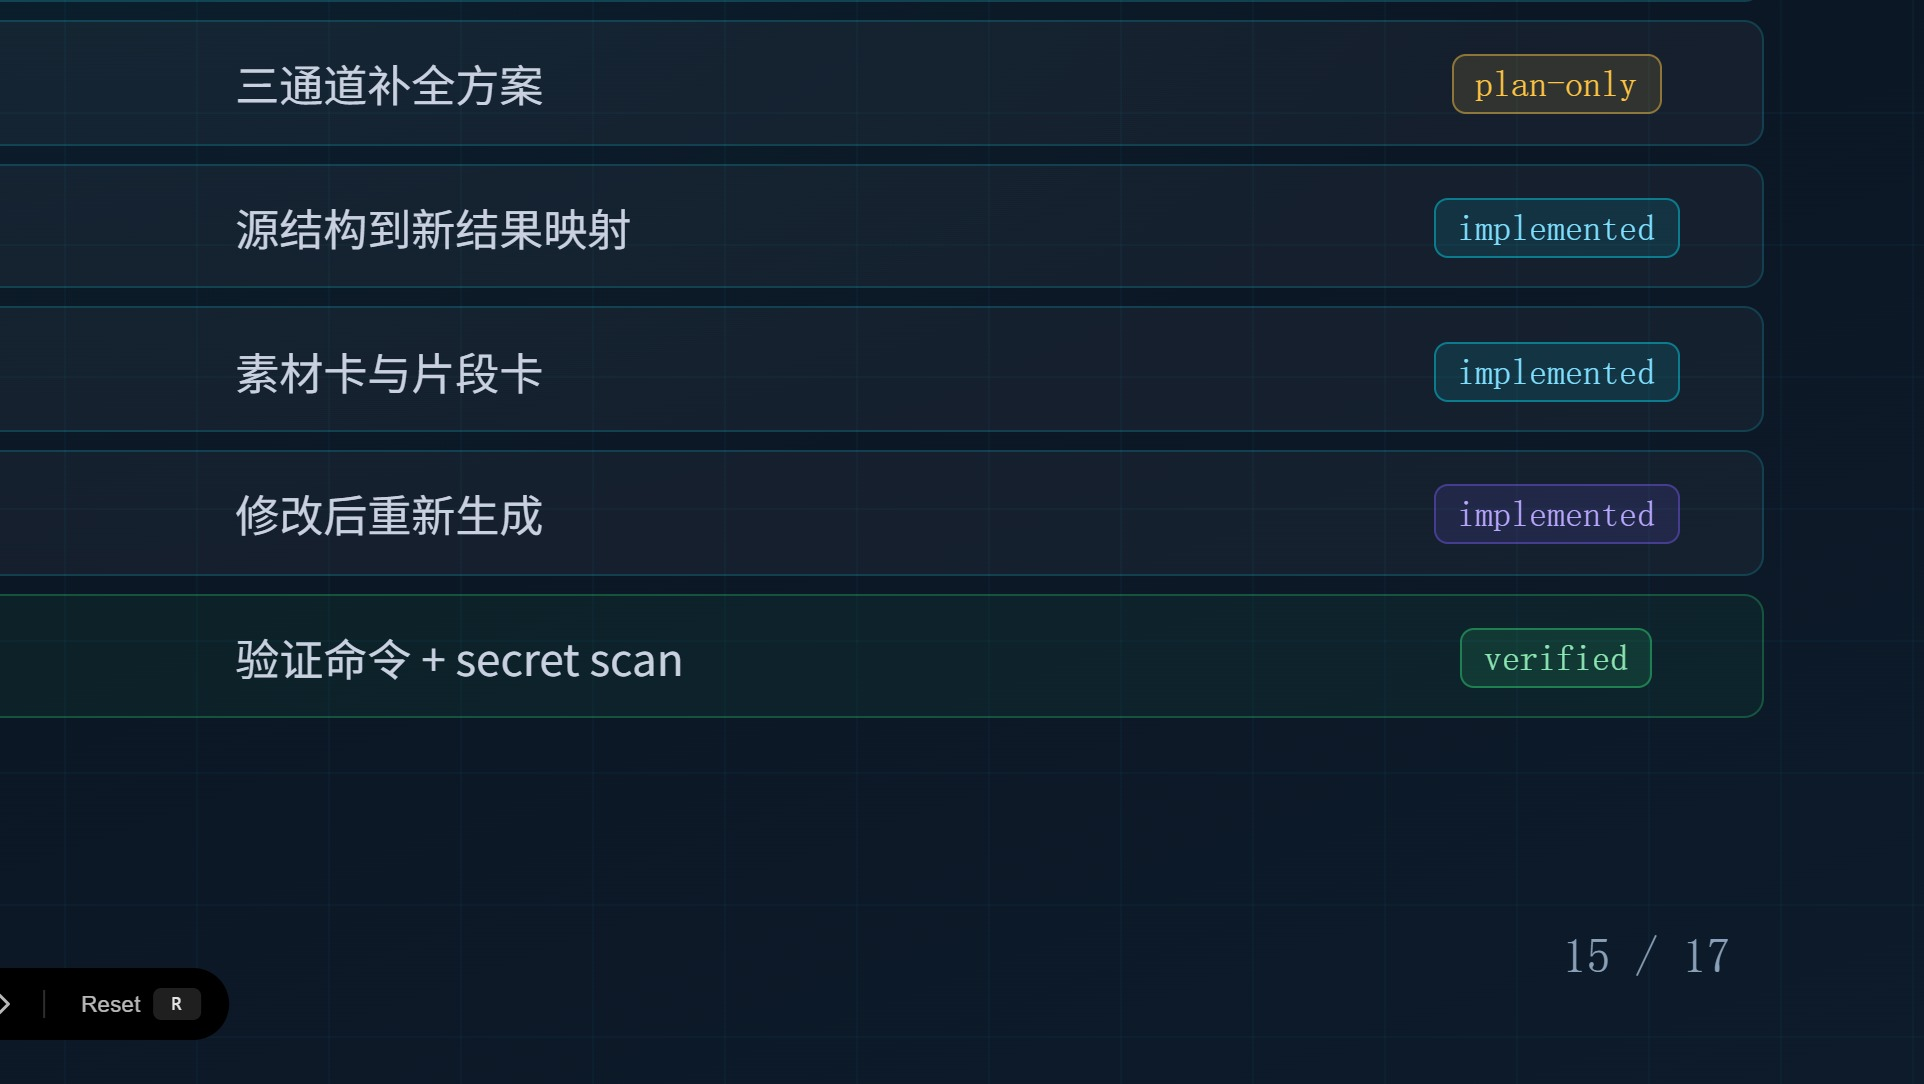 三通道补全方案 plan-only
源结构到新结果映射 implemented
素材卡与片段卡 implemented
修改后重新生成 implemented
验证命令 + secret scan verified
15 / 17
Reset R